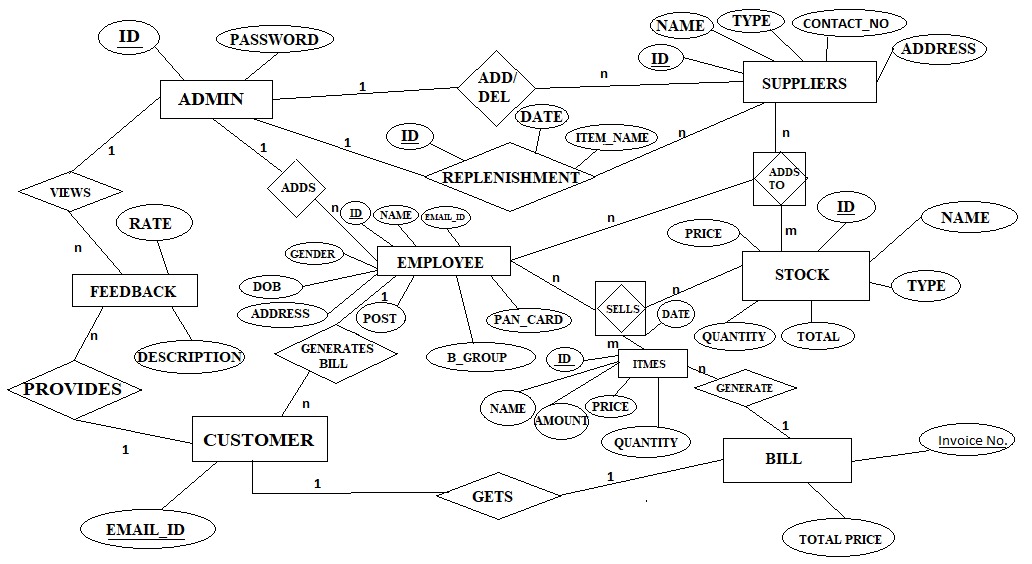 ID
PASSWORD
NAME
TYPE
CONTACT_NO
ID
ADDRESS
ADMIN
1
ADD/
DEL
n
SUPPLIERS
DATE
ID
ITEM_NAME
1
1
1
n
n
VIEWS
ADDS
REPLENISHMENT
ADDS
TO
n
RATE
n
ID
NAME
EMAIL_ID
n
m
PRICE
ID
NAME
n
GENDER
EMPLOYEE
STOCK
FEEDBACK
DOB
n
n
TYPE
ADDRESS
1
POST
PAN_CARD
SELLS
DATE
n
DESCRIPTION
GENERATES
BILL
B_GROUP
m
QUANTITY
TOTAL
ID
ITMES
n
PROVIDES
n
NAME
AMOUNT
PRICE
GENERATE
CUSTOMER
QUANTITY
1
1
BILL
Invoice No.
1
GETS
1
EMAIL_ID
TOTAL PRICE